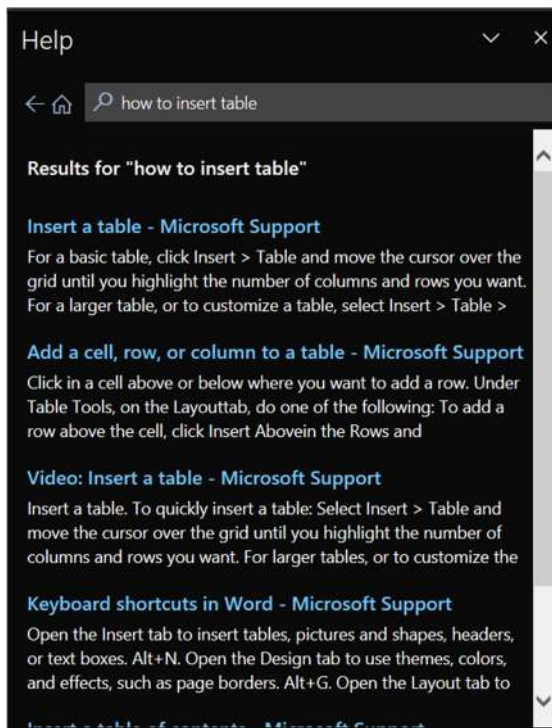 Help
how to insert table
Results for "how to insert table"
Insert a table - Microsoft Support
For a basic table, click Insert > Table and move the cursor over the
grid until you highlight the number of columns and rows you want.
For a larger table, or to customize a table, select Insert > Table >
Add a cell, row, or column to a table - Microsoft Support
Click in a cell above or below where you want to add a row. Under
Table Tools, on the Layouttab, do one of the following: To add a
row above the cell, click Insert Abovein the Rows and
Video: Insert a table - Microsoft Support
Insert a table. To quickly insert a table: Select Insert > Table and
move the cursor over the grid until you highlight the number of
columns and rows you want. For larger tables, or to customize the
Keyboard shortcuts in Word - Microsoft Support
Open the Insert tab to insert tables, pictures and shapes, headers,
or text boxes. Alt+N. Open the Design tab to use themes, colors,
and effects, such as page borders. Alt+G. Open the Layout tab to
Insert a table of contents - Microsoft Support